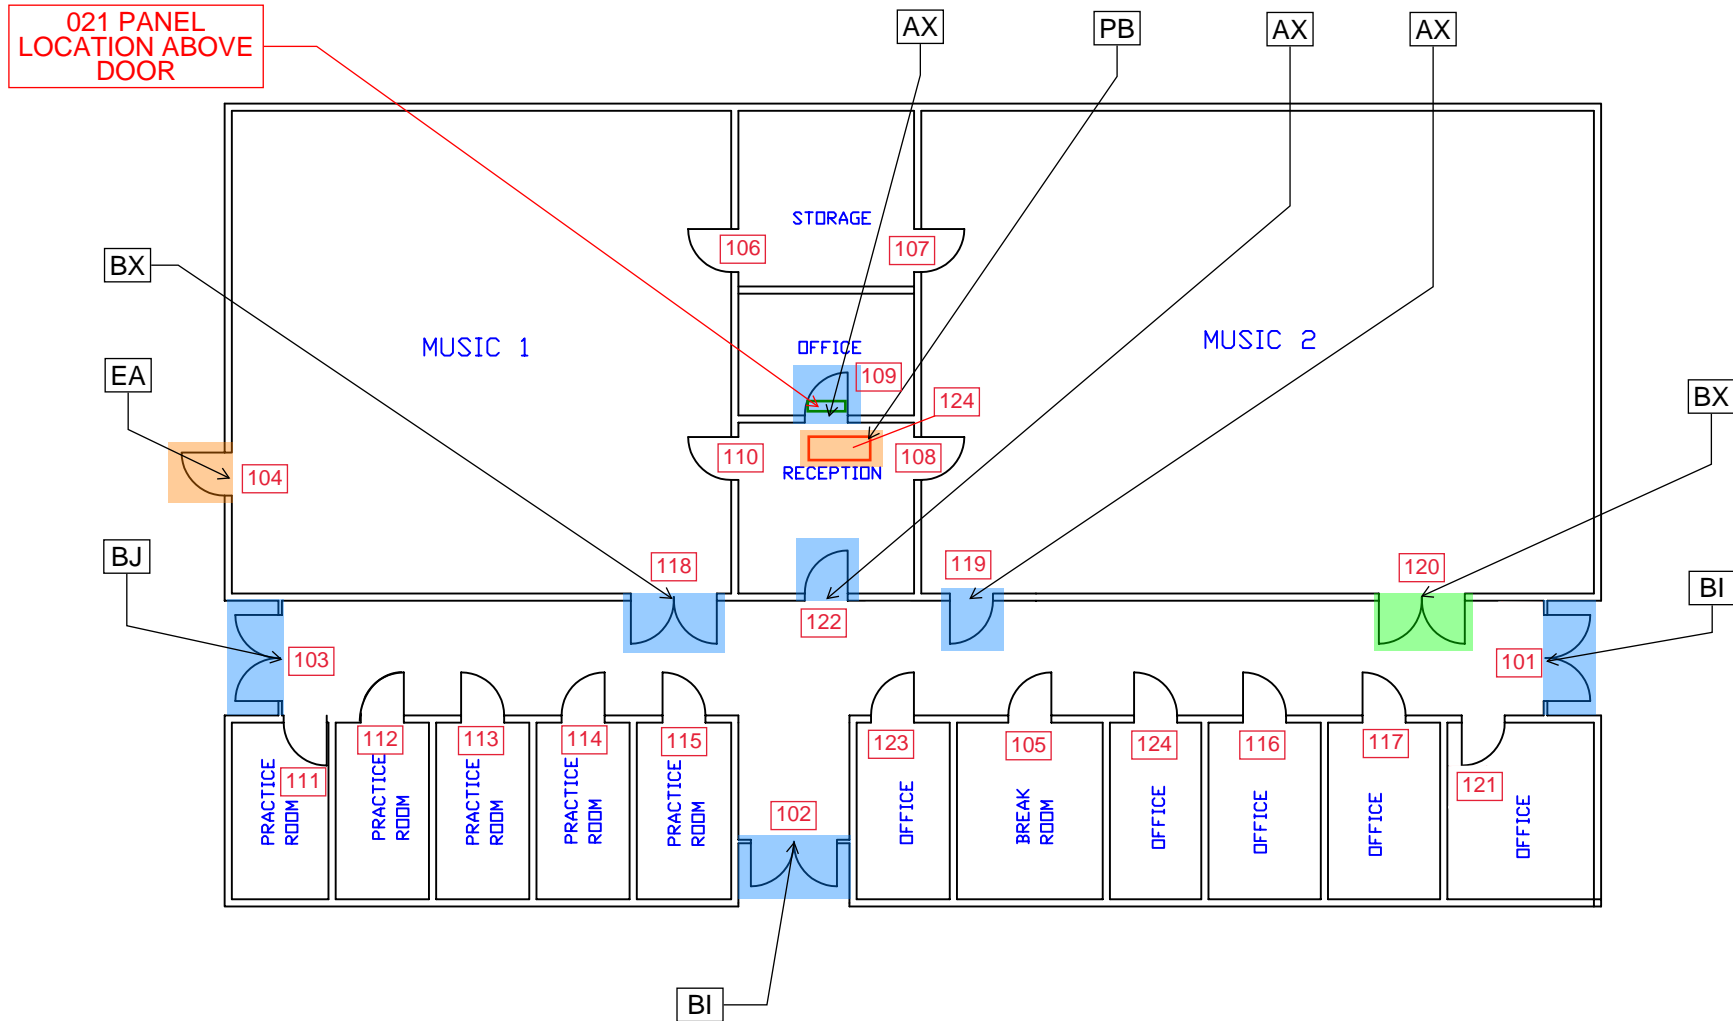 021 PANEL
LOCATION ABOVE
DOOR
AX
PB
AX
AX
STORAGE
106
107
BX
MUSIC 1
OFFICE
MUSIC 2
EA
109
124
BX
110
108
RECEPTION
104
BJ
118
119
120
BI
122
103
101
112
113
114
115
123
105
124
116
117
111
121
PRACTICE
ROOM
PRACTICE
ROOM
PRACTICE
ROOM
PRACTICE
ROOM
PRACTICE
ROOM
102
OFFICE
BREAK
ROOM
OFFICE
OFFICE
OFFICE
OFFICE
BI